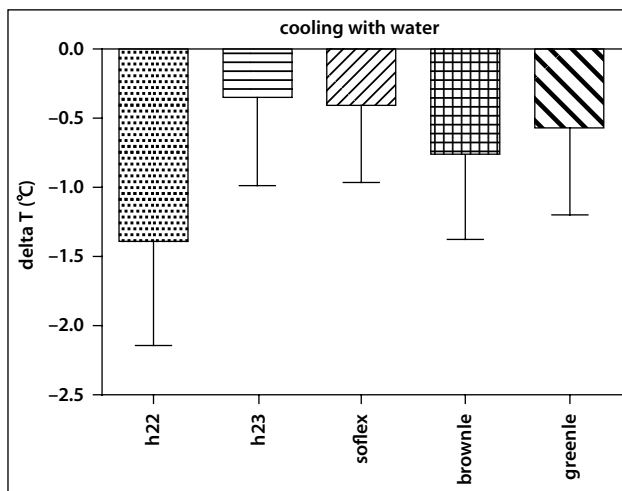 cooling with water
0.0
−0.5
−1.0
−1.5
−2.0
−2.5
delta T (℃)
h22
h23
soflex
brownle
greenle